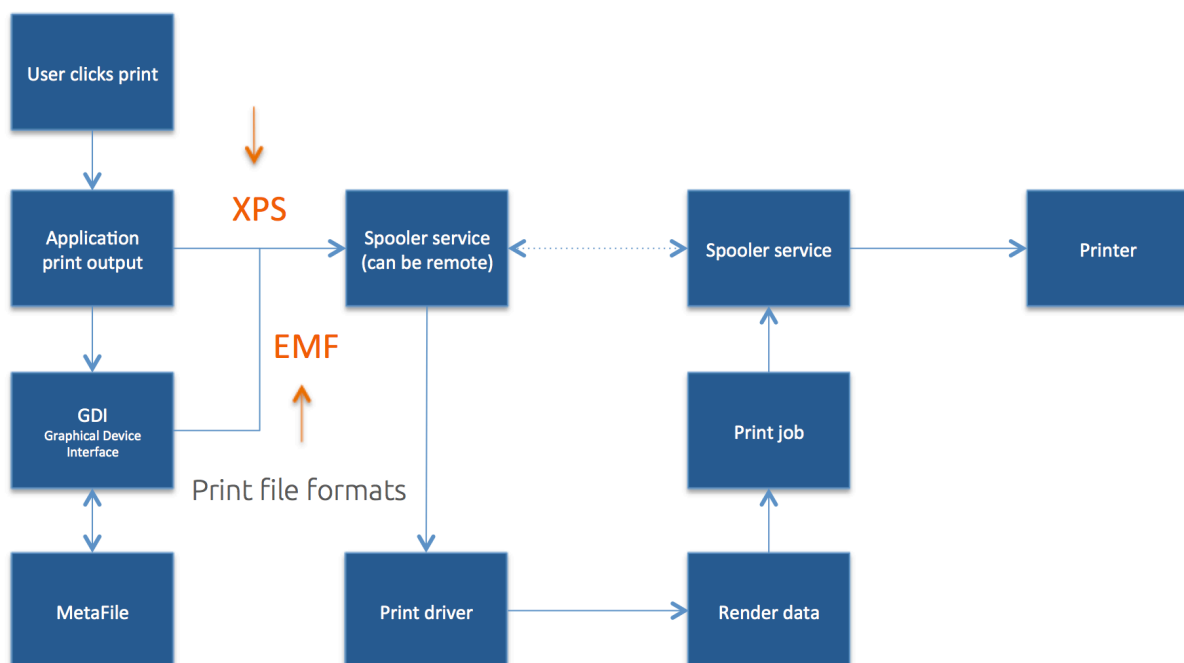 User clicks print
XPS
Application
print output
Spooler service
(can be remote)
Spooler service
Printer
EMF
GDI
Graphical Device
Interface
Print job
Print file formats
MetaFile
Print driver
Render data